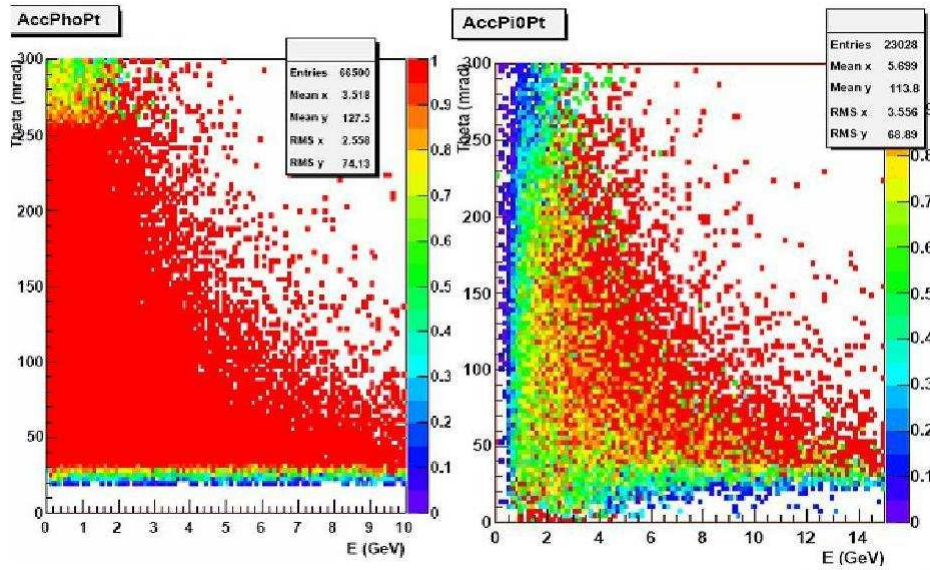 AccPhoPt
Entries 66500
Mean x 3.518
Mean y 127.5
RMS x 2.558
RMS y 74.13
Theta (mrad)
300
250
200
150
100
50
0
0 1 2 3 4 5 6 7 8 9 10
E (GeV)
1
0.9
0.8
0.7
0.6
0.5
0.4
0.3
0.2
0.1
0
AccPi0Pt
Entries 23028
Mean x 5.699
Mean y 113.8
RMS x 3.556
RMS y 68.89
Theta (mrad)
300
250
200
150
100
50
0
0 2 4 6 8 10 12 14
E (GeV)
0.8
0.7
0.6
0.5
0.4
0.3
0.2
0.1
0